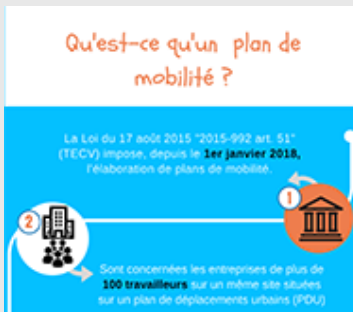 Qu'est-ce qu'un plan de
mobilité ?
La Loi du 17 août 2015 "2015-992 art. 51"
(TECV) impose, depuis le 1er janvier 2018,
l'élaboration de plans de mobilité.
1
2
Sont concernées les entreprises de plus de
100 travailleurs sur un même site situées
sur un plan de déplacements urbains (PDU)